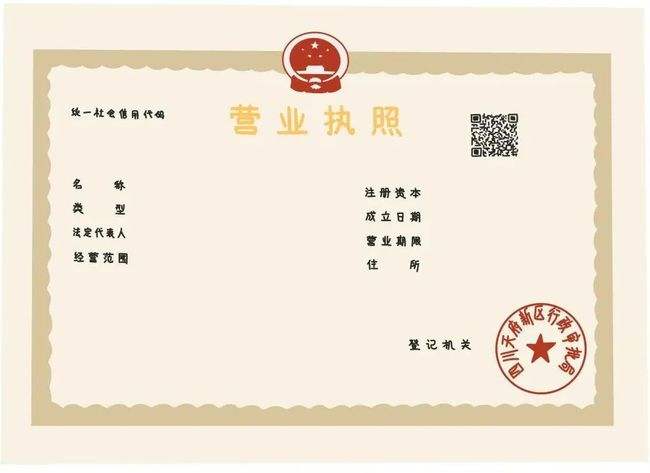 统一社会信用代码
营业执照
名称
类型
法定代表人
经营范围
注册资本
成立日期
营业期限
住所
登记机关
四川天府新区行政审批局